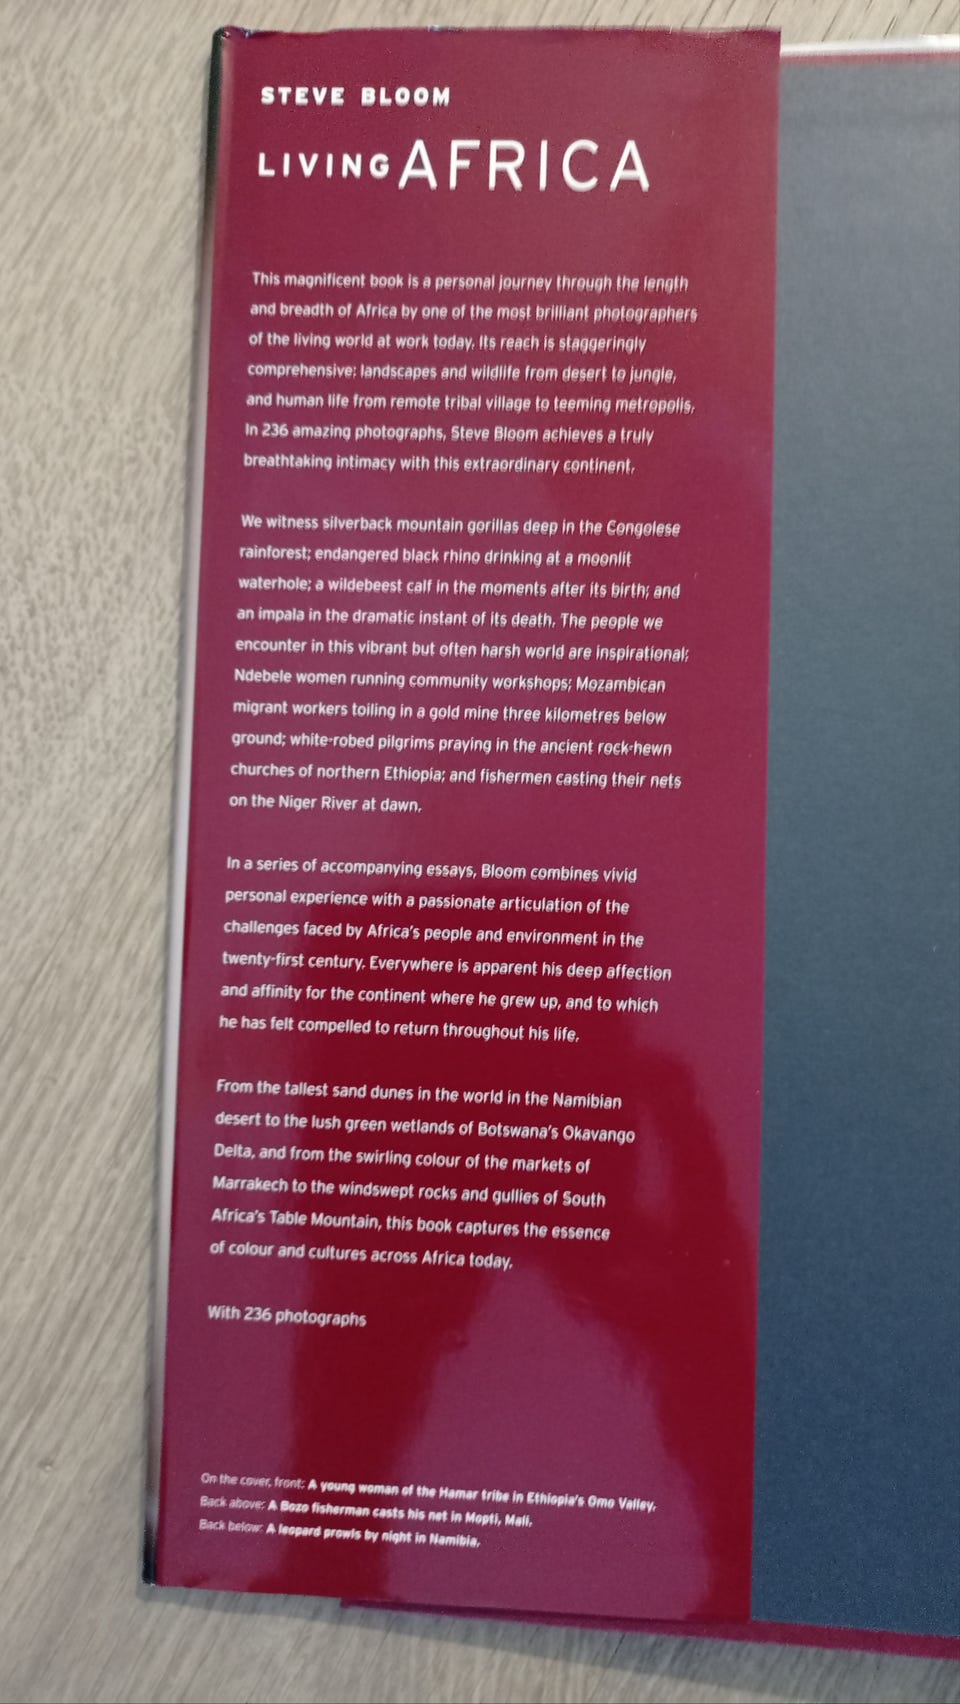 STEVE BLOOM
LIVING AFRICA
This magnificent book is a personal journey through the length
and breadth of Africa by one of the most brilliant photographers
of the living world at work today. Its reach is staggeringly
comprehensive: landscapes and wildlife from desert to jungle,
and human life from remote tribal village to teeming metropolis.
In 236 amazing photographs, Steve Bloom achieves a truly
breathtaking intimacy with this extraordinary continent.
We witness silverback mountain gorillas deep in the Congolese
rainforest; endangered black rhino drinking at a moonlit
waterhole; a wildebeest calf in the moments after its birth; and
an impala in the dramatic instant of its death. The people we
encounter in this vibrant but often harsh world are inspirational:
Ndebele women running community workshops; Mozambican
migrant workers toiling in a gold mine three kilometres below
ground; white-robed pilgrims praying in the ancient rock-hewn
churches of northern Ethiopia; and fishermen casting their nets
on the Niger River at dawn.
In a series of accompanying essays, Bloom combines vivid
personal experience with a passionate articulation of the
challenges faced by Africa's people and environment in the
twenty-first century. Everywhere is apparent his deep affection
and affinity for the continent where he grew up, and to which
he has felt compelled to return throughout his life.
From the tallest sand dunes in the world in the Namibian
desert to the lush green wetlands of Botswana's Okavango
Delta, and from the swirling colour of the markets of
Marrakech to the windswept rocks and gullies of South
Africa's Table Mountain, this book captures the essence
of colour and cultures across Africa today.
With 236 photographs
On the cover, front: A young woman of the Hamar tribe in Ethiopia's Omo Valley.
Back above: A Bozo fisherman casts his net in Mopti, Mali.
Back below: A leopard prowls by night in Namibia.